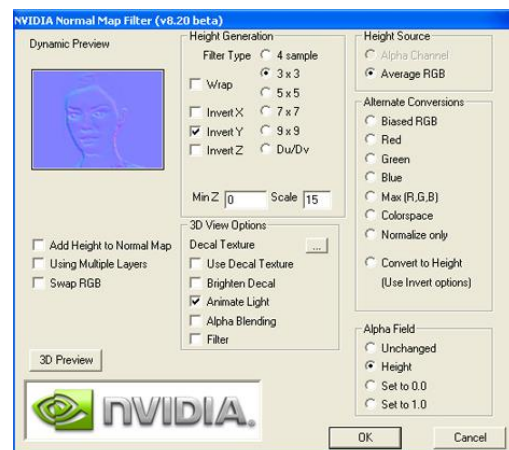 NVIDIA Normal Map Filter (v8.20 beta)
Dynamic Preview
Height Generation
Filter Type
4 sample
3 x 3
5 x 5
7 x 7
9 x 9
Du/Dv
Wrap
Invert X
Invert Y
Invert Z
Min Z 0 Scale 15
Height Source
Alpha Channel
Average RGB
Alternate Conversions
Biased RGB
Red
Green
Blue
Max (R,G,B)
Colorspace
Normalize only
Convert to Height
(Use Invert options)
Add Height to Normal Map
Using Multiple Layers
Swap RGB
3D View Options
Decal Texture ...
Use Decal Texture
Brighten Decal
Animate Light
Alpha Blending
Filter
Alpha Field
Unchanged
Height
Set to 0.0
Set to 1.0
3D Preview
nVIDIA.
OK
Cancel